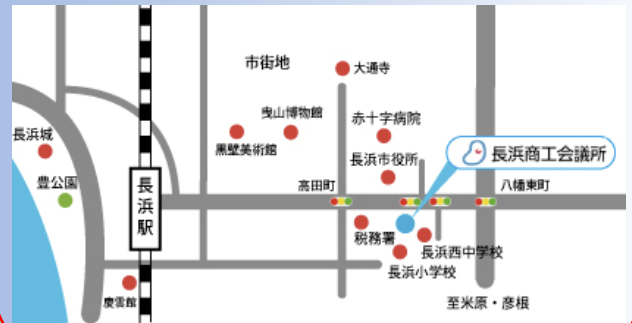 市街地
大通寺
曳山博物館
赤十字病院
長浜城
黒壁美術館
長浜市役所
長浜商工会議所
豊公園
長浜駅
高田町
八幡東町
税務署
長浜西中学校
長浜小学校
慶雲館
至米原・彦根